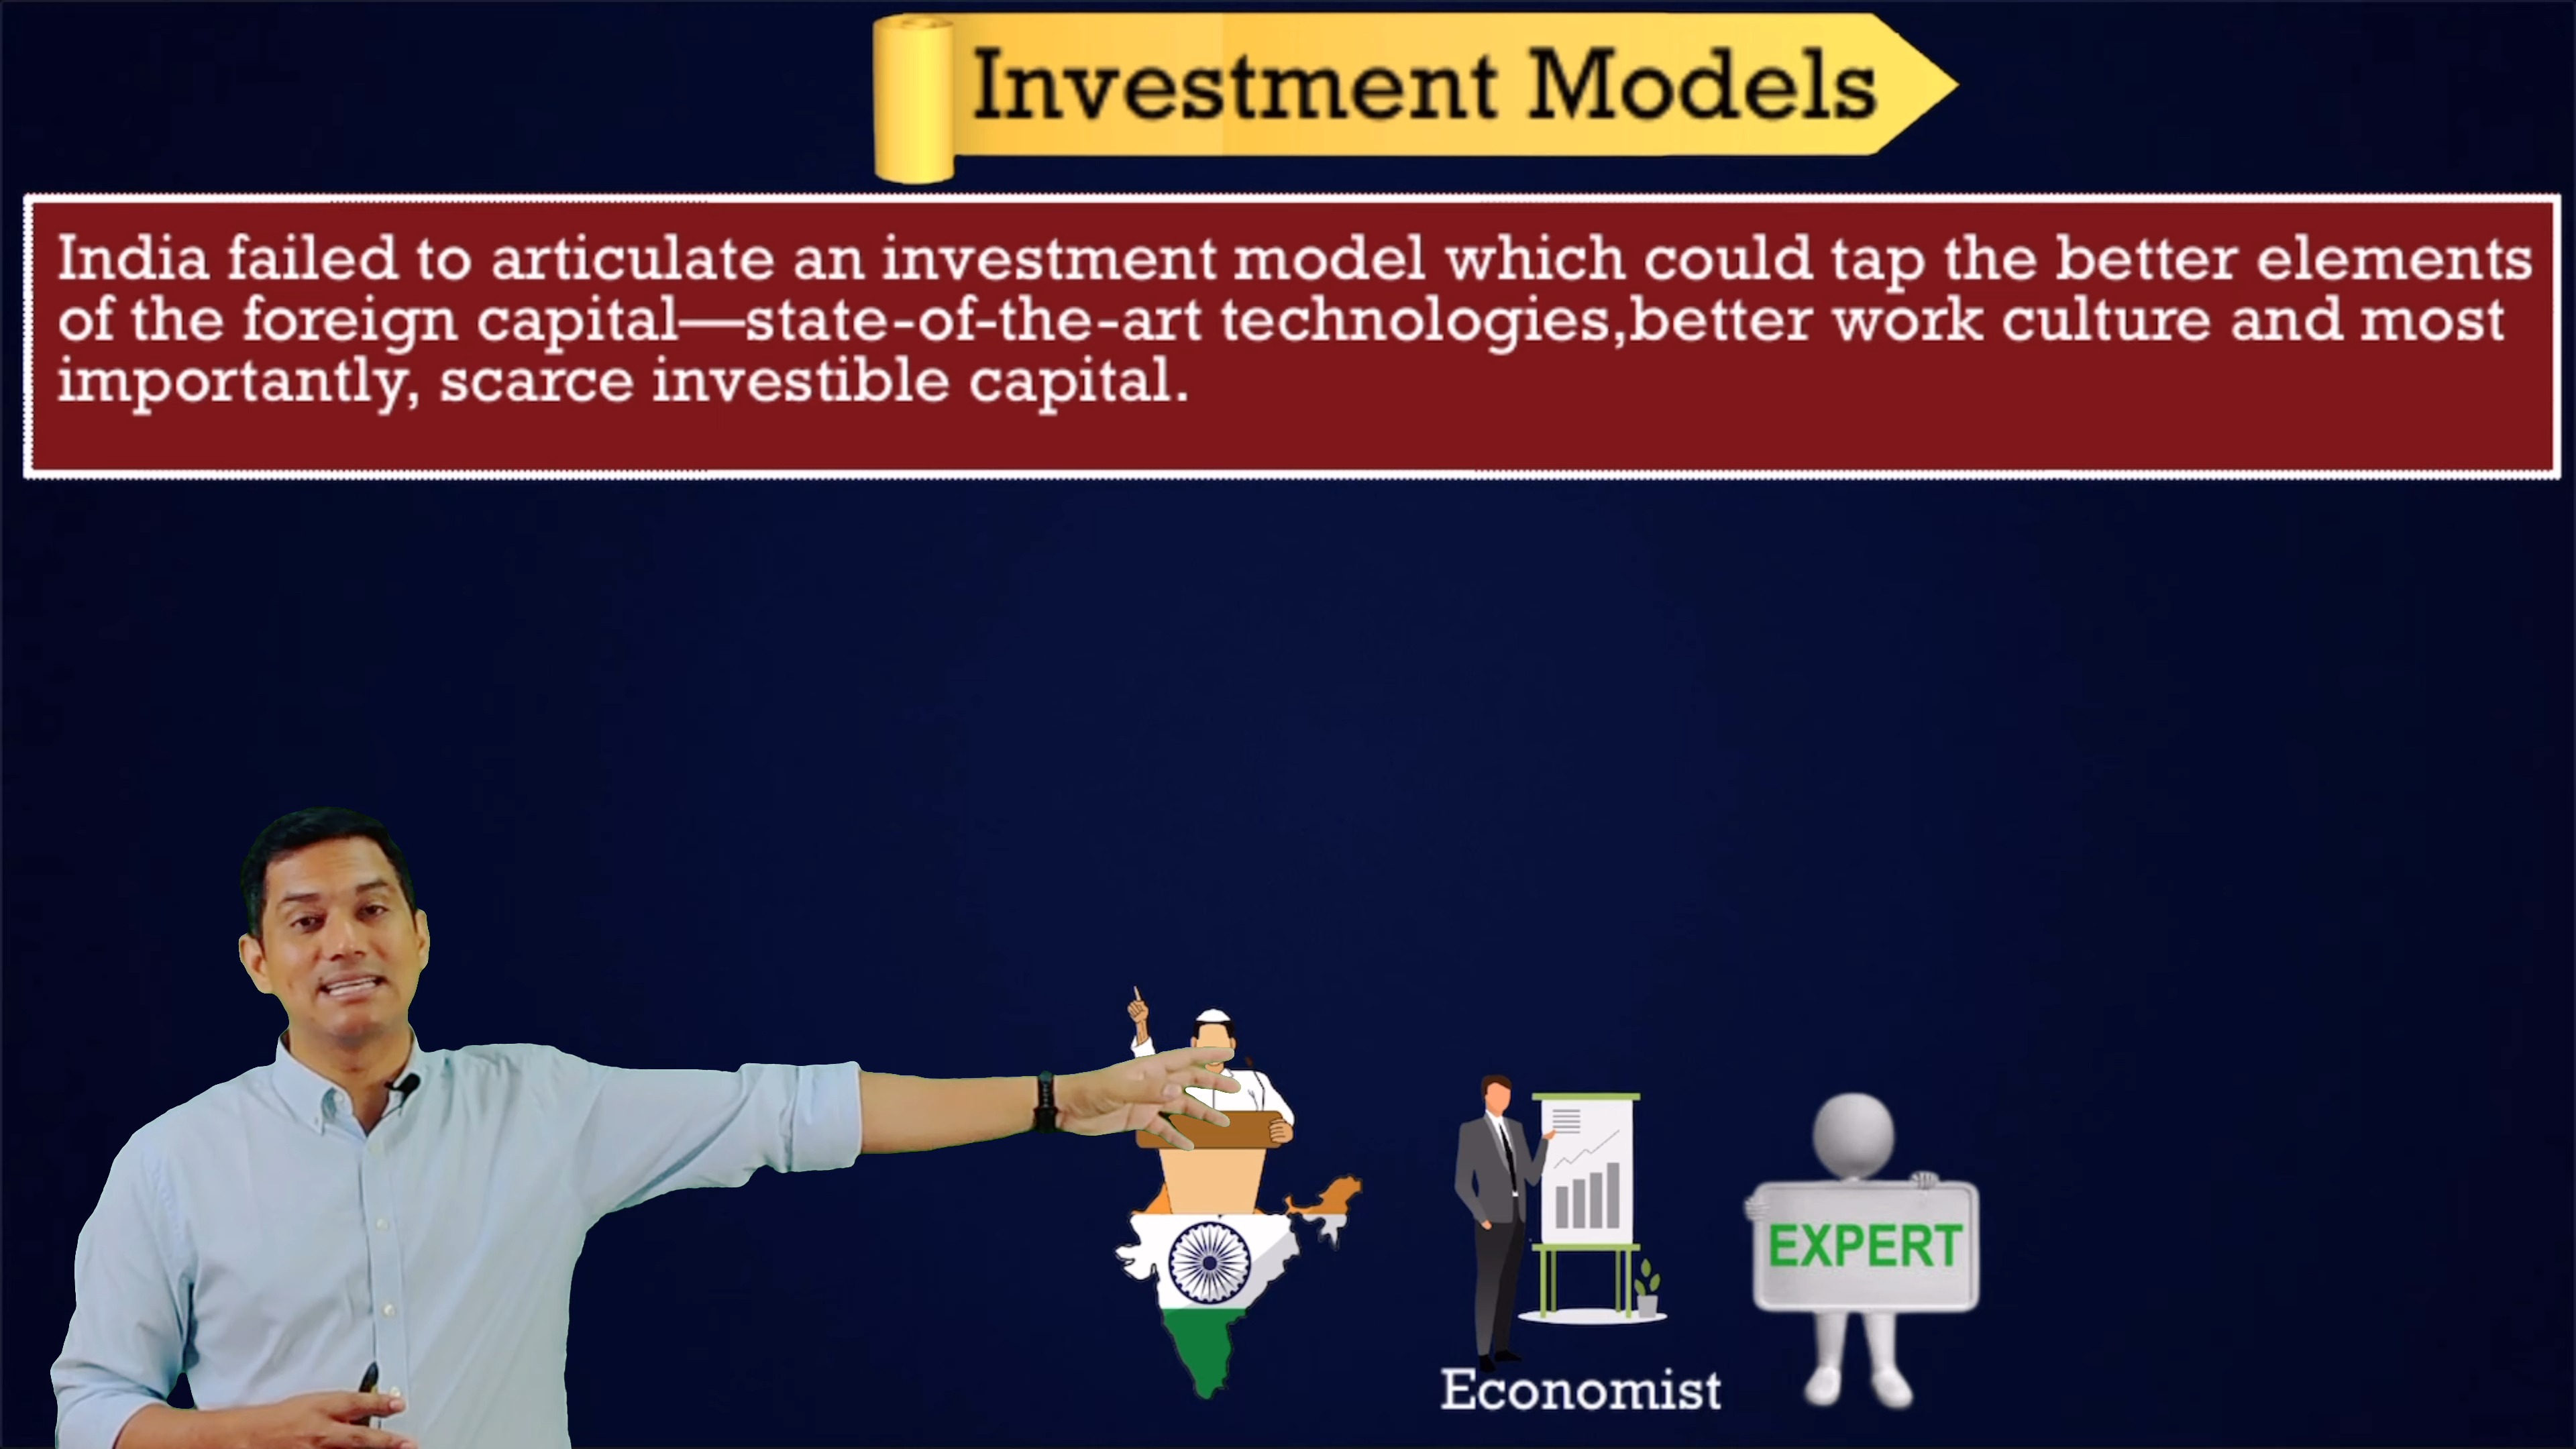 Investment Models
India failed to articulate an investment model which could tap the better elements
of the foreign capital—state-of-the-art technologies,better work culture and most
importantly, scarce investible capital.
EXPERT
Economist